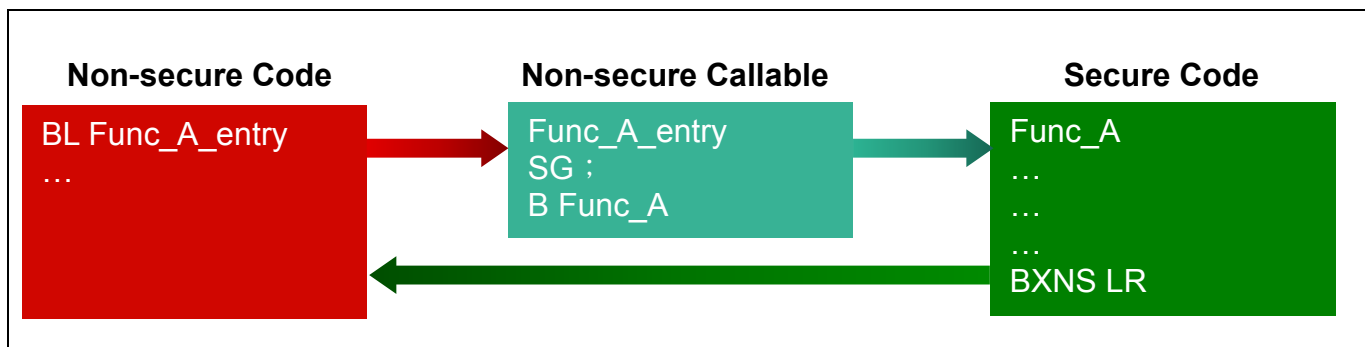 Non-secure Code
Non-secure Callable
Secure Code
BL Func_A_entry
…
Func_A_entry
SG；
B Func_A
Func_A
…
…
…
BXNS LR